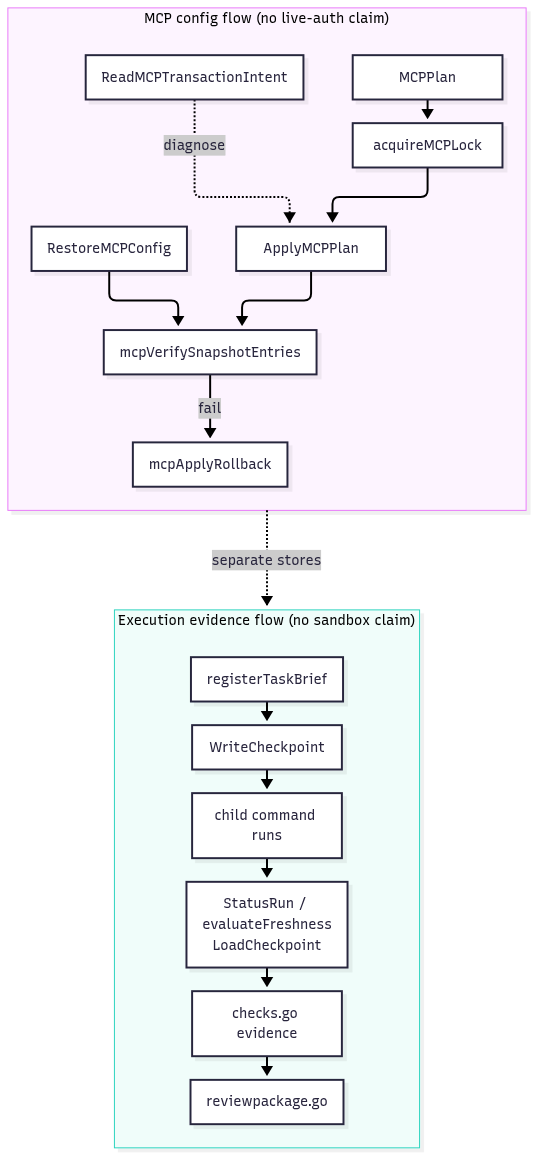 MCP config flow (no live-auth claim)
ReadMCPTransactionIntent
MCPPlan
diagnose
acquireMCPLock
RestoreMCPConfig
ApplyMCPPlan
mcpVerifySnapshotEntries
fail
mcpApplyRollback
separate stores
Execution evidence flow (no sandbox claim)
registerTaskBrief
WriteCheckpoint
child command
runs
StatusRun /
evaluateFreshness
LoadCheckpoint
checks.go
evidence
reviewpackage.go